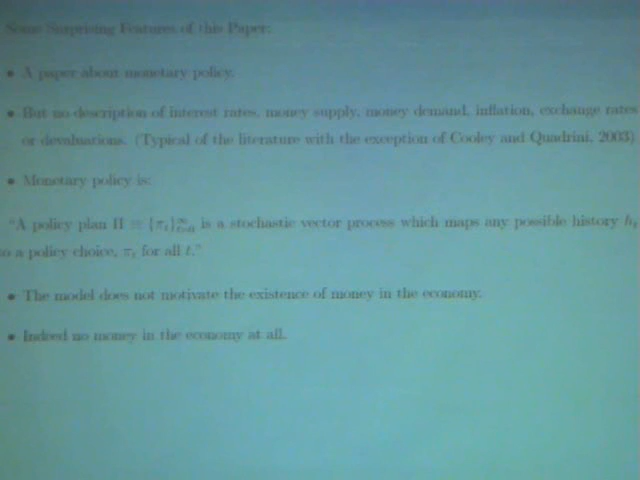 Some Surprising Features of this Paper:
• A paper about monetary policy.
• But no description of interest rates, money supply, money demand, inflation, exchange rates
or devaluations. (Typical of the literature with the exception of Cooley and Quadrini, 2003)
• Monetary policy is:
“A policy plan Π ≡ {π_t}_{t=0}^∞ is a stochastic vector process which maps any possible history h_t
to a policy choice, π_t for all t.”
• The model does not motivate the existence of money in the economy.
• Indeed no money in the economy at all.